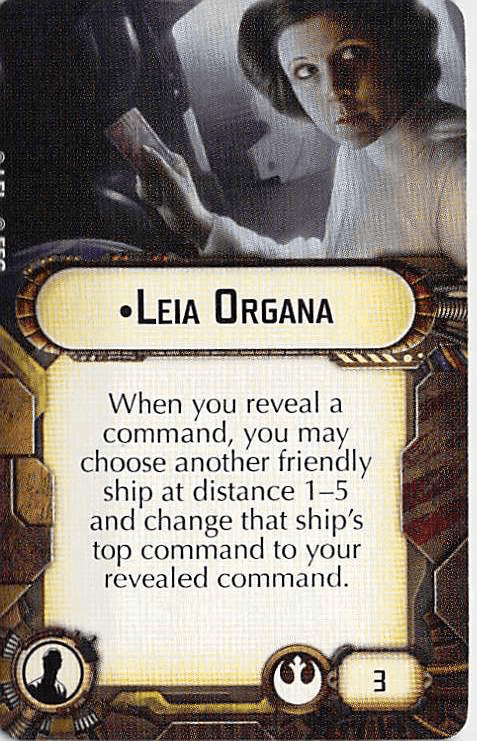 •LEIA ORGANA
When you reveal a
command, you may
choose another friendly
ship at distance 1–5
and change that ship's
top command to your
revealed command.
3